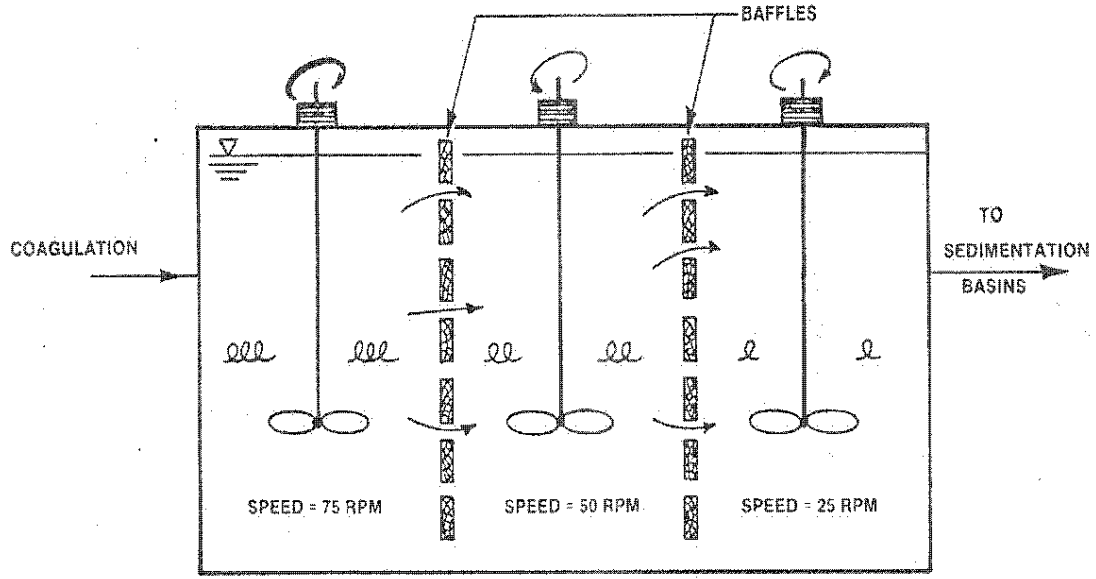 BAFFLES
COAGULATION
TO
SEDIMENTATION
BASINS
SPEED = 75 RPM
SPEED = 50 RPM
SPEED = 25 RPM